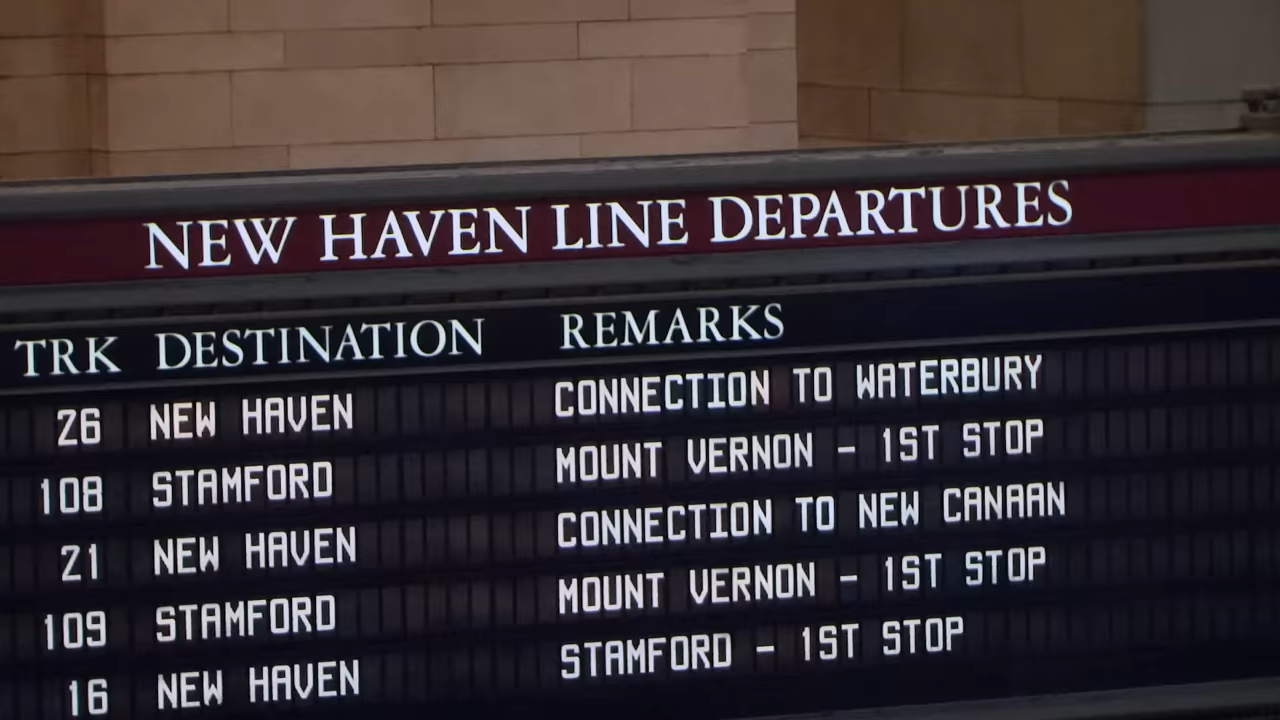 NEW HAVEN LINE DEPARTURES
TRK DESTINATION REMARKS
26 NEW HAVEN CONNECTION TO WATERBURY
108 STAMFORD MOUNT VERNON - 1ST STOP
21 NEW HAVEN CONNECTION TO NEW CANAAN
109 STAMFORD MOUNT VERNON - 1ST STOP
16 NEW HAVEN STAMFORD - 1ST STOP